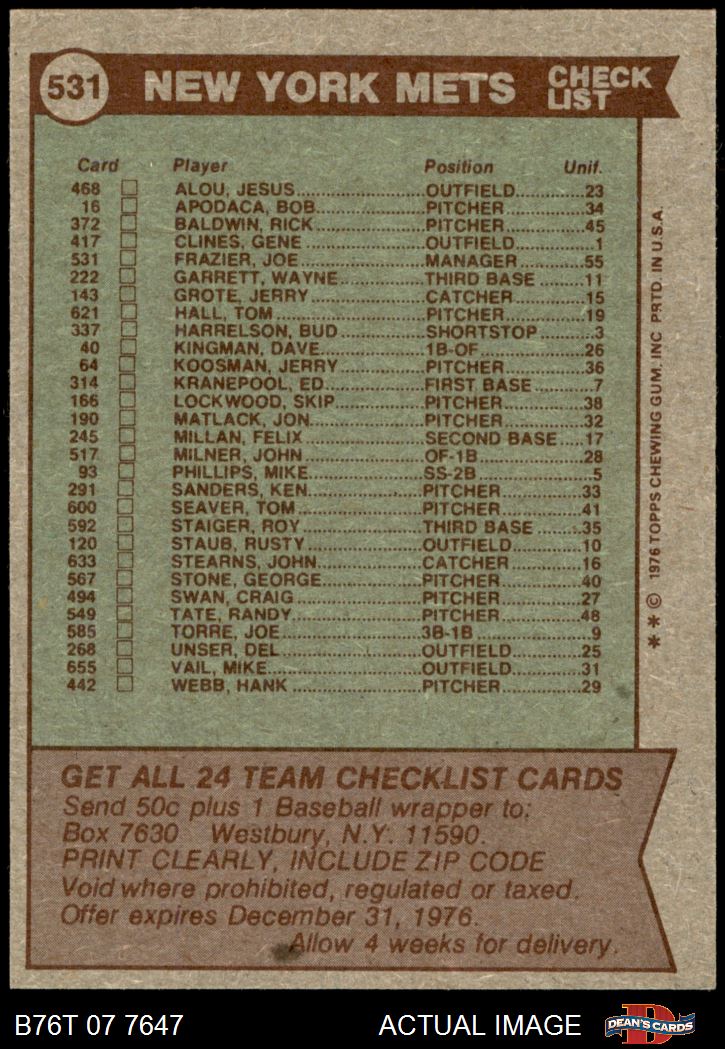 531 NEW YORK METS CHECK LIST
Card Player Position Unif.
468 ALOU, JESUS OUTFIELD 23
16 APODACA, BOB PITCHER 34
372 BALDWIN, RICK PITCHER 45
417 CLINES, GENE OUTFIELD 1
531 FRAZIER, JOE MANAGER 55
222 GARRETT, WAYNE THIRD BASE 11
143 GROTE, JERRY CATCHER 15
621 HALL, TOM PITCHER 19
337 HARRELSON, BUD SHORTSTOP 3
40 KINGMAN, DAVE 1B-OF 26
64 KOOSMAN, JERRY PITCHER 36
314 KRANEPOOL, ED FIRST BASE 7
166 LOCKWOOD, SKIP PITCHER 38
190 MATLACK, JON PITCHER 32
245 MILLAN, FELIX SECOND BASE 17
517 MILNER, JOHN OF-1B 28
93 PHILLIPS, MIKE SS-2B 5
291 SANDERS, KEN PITCHER 33
600 SEAVER, TOM PITCHER 41
592 STAIGER, ROY THIRD BASE 35
120 STAUB, RUSTY OUTFIELD 10
633 STEARNS, JOHN CATCHER 16
567 STONE, GEORGE PITCHER 40
494 SWAN, CRAIG PITCHER 27
549 TATE, RANDY PITCHER 48
585 TORRE, JOE 3B-1B 9
268 UNSER, DEL OUTFIELD 25
655 VAIL, MIKE OUTFIELD 31
442 WEBB, HANK PITCHER 29
* * © 1976 TOPPS CHEWING GUM, INC PRTD. IN U.S.A.
GET ALL 24 TEAM CHECKLIST CARDS
Send 50c plus 1 Baseball wrapper to:
Box 7630 Westbury, N.Y. 11590.
PRINT CLEARLY, INCLUDE ZIP CODE
Void where prohibited, regulated or taxed.
Offer expires December 31, 1976.
Allow 4 weeks for delivery.
B76T 07 7647 ACTUAL IMAGE
D
DEAN'S CARDS